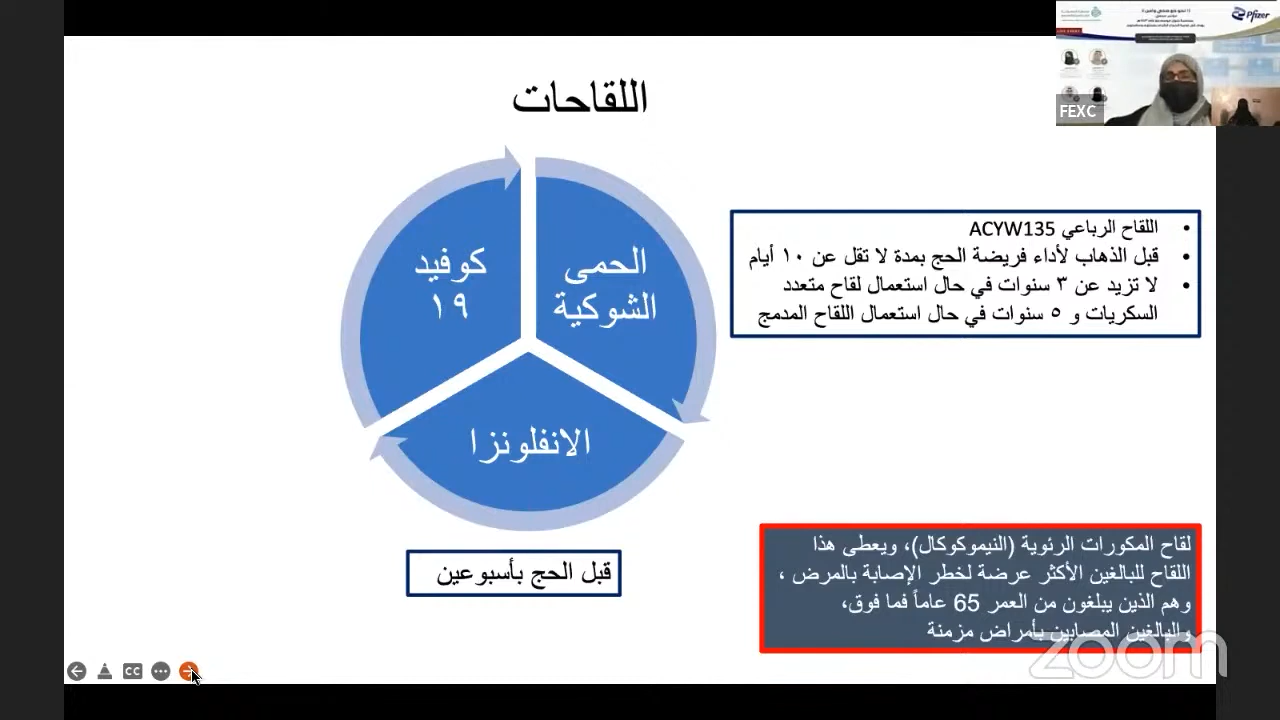 Pfizer
FEXC
اللقاحات
الحمى
الشوكية
كوفيد
١٩
الانفلونزا
• اللقاح الرباعي ACYW135
• قبل الذهاب لأداء فريضة الحج بمدة لا تقل عن ١٠ أيام
• لا تزيد عن ٣ سنوات في حال استعمال لقاح متعدد
السكريات و ٥ سنوات في حال استعمال اللقاح المدمج
قبل الحج بأسبوعين
لقاح المكورات الرئوية (النيموكوكال)، ويعطى هذا
اللقاح للبالغين الأكثر عرضة لخطر الإصابة بالمرض ،
وهم الذين يبلغون من العمر 65 عاماً فما فوق،
والبالغين المصابين بأمراض مزمنة
zoom
CC